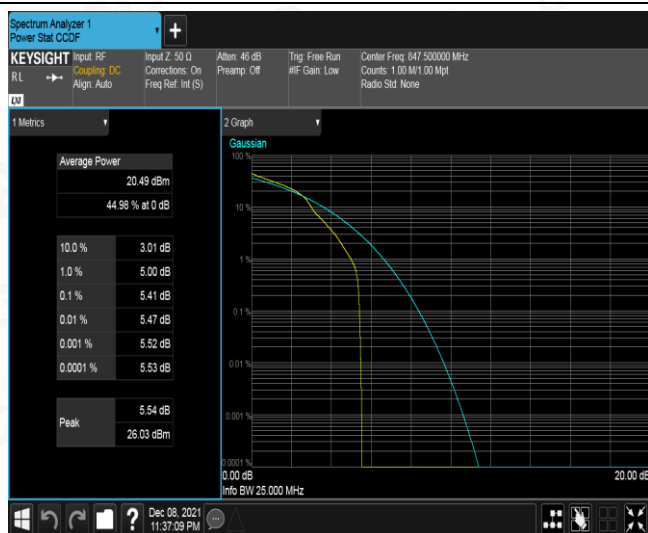 Spectrum Analyzer 1
Power Stat CCDF
+
KEYSIGHT
RL
LXI
Input: RF
Coupling: DC
Align: Auto
Input Z: 50 Ω
Corrections: On
Freq Ref: Int (S)
Atten: 46 dB
Preamp: Off
Trig: Free Run
#IF Gain: Low
Center Freq: 847.500000 MHz
Counts: 1.00 M/1.00 Mpt
Radio Std: None
1 Metrics
Average Power
20.49 dBm
44.98 % at 0 dB
10.0 % 3.01 dB
1.0 % 5.00 dB
0.1 % 5.41 dB
0.01 % 5.47 dB
0.001 % 5.52 dB
0.0001 % 5.53 dB
Peak
5.54 dB
26.03 dBm
2 Graph
Gaussian
100 %
10 %
1 %
0.1 %
0.01 %
0.001 %
0.0001 %
0.00 dB
20.00 dB
Info BW 25.000 MHz
?
Dec 08, 2021
11:37:09 PM